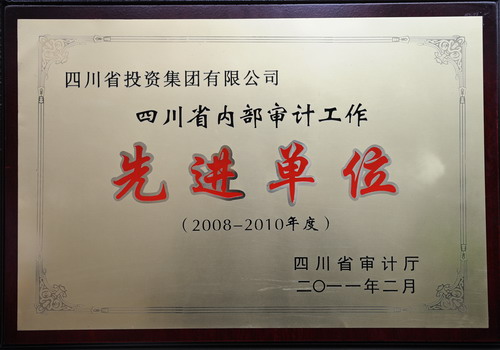 四川省投资集团有限公司
四川省内部审计工作
先进单位
(2008-2010年度)
四川省审计厅
二〇一一年二月